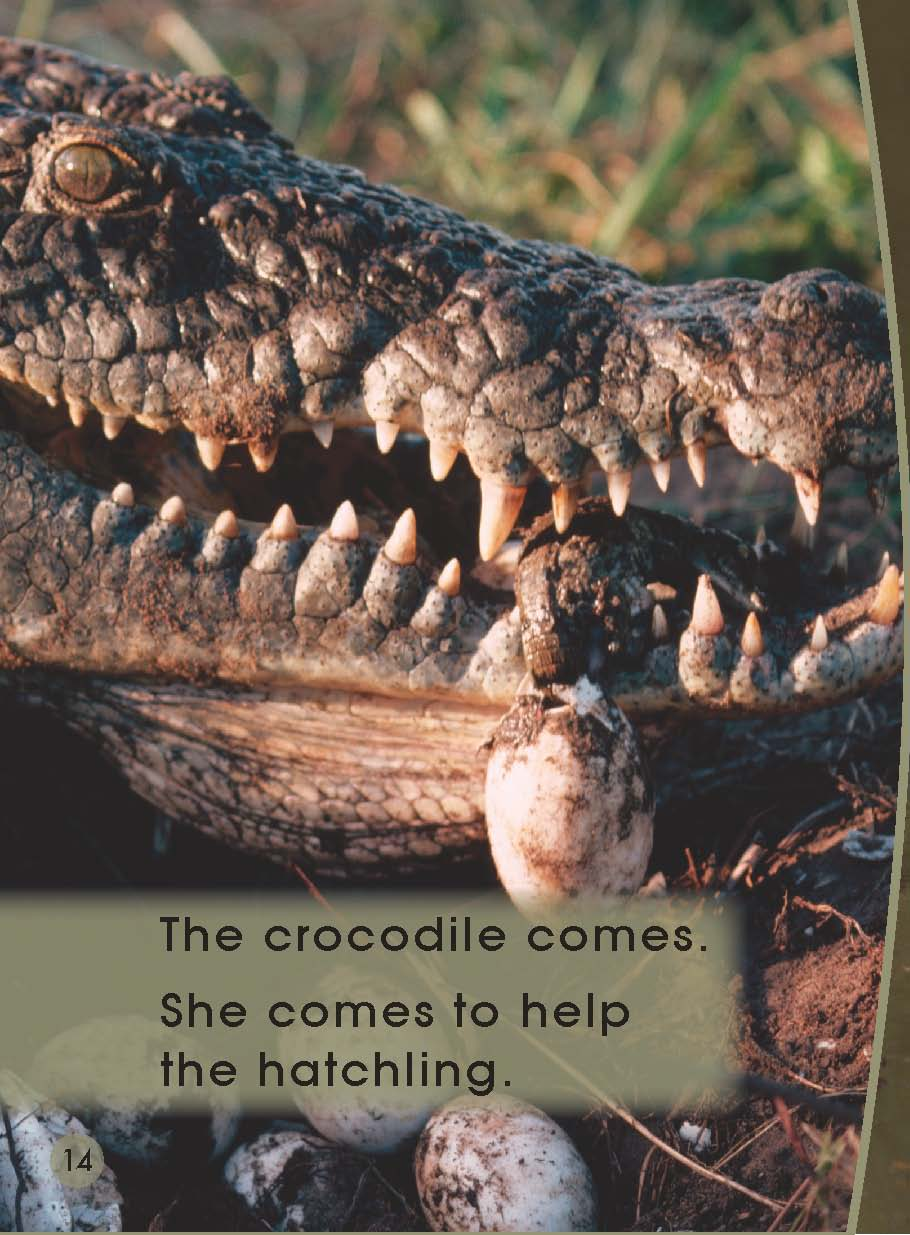 The crocodile comes.
She comes to help
the hatchling.
14